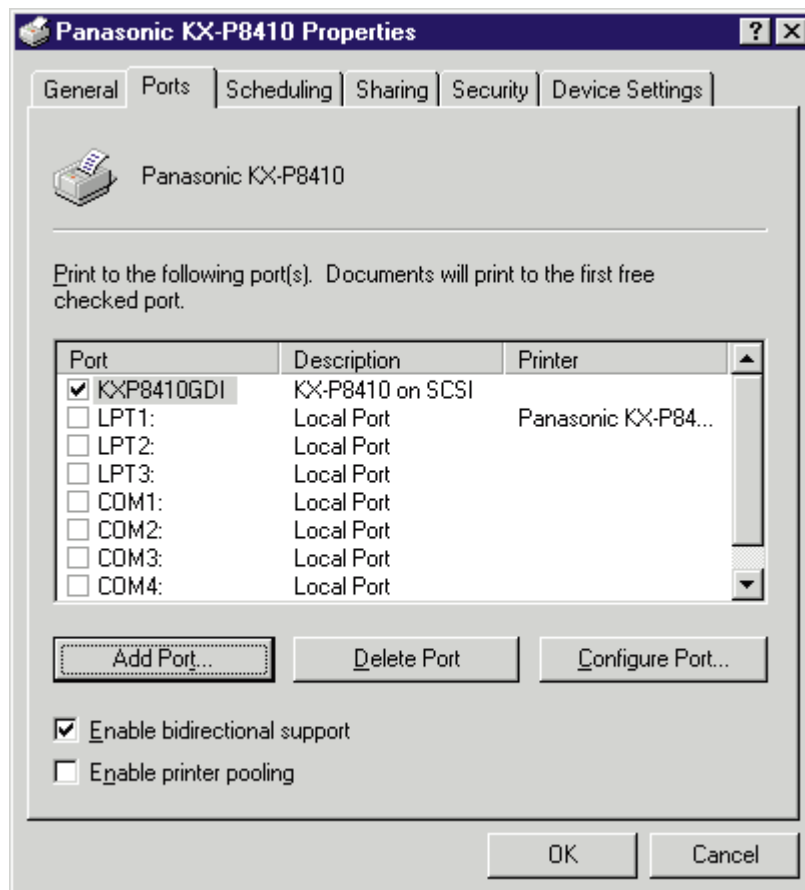 Panasonic KX-P8410 Properties
General Ports Scheduling Sharing Security Device Settings
Panasonic KX-P8410
Print to the following port(s). Documents will print to the first free
checked port.
Port Description Printer
KXP8410GDI KX-P8410 on SCSI
LPT1: Local Port Panasonic KX-P84...
LPT2: Local Port
LPT3: Local Port
COM1: Local Port
COM2: Local Port
COM3: Local Port
COM4: Local Port
Add Port... Delete Port Configure Port...
Enable bidirectional support
Enable printer pooling
OK Cancel